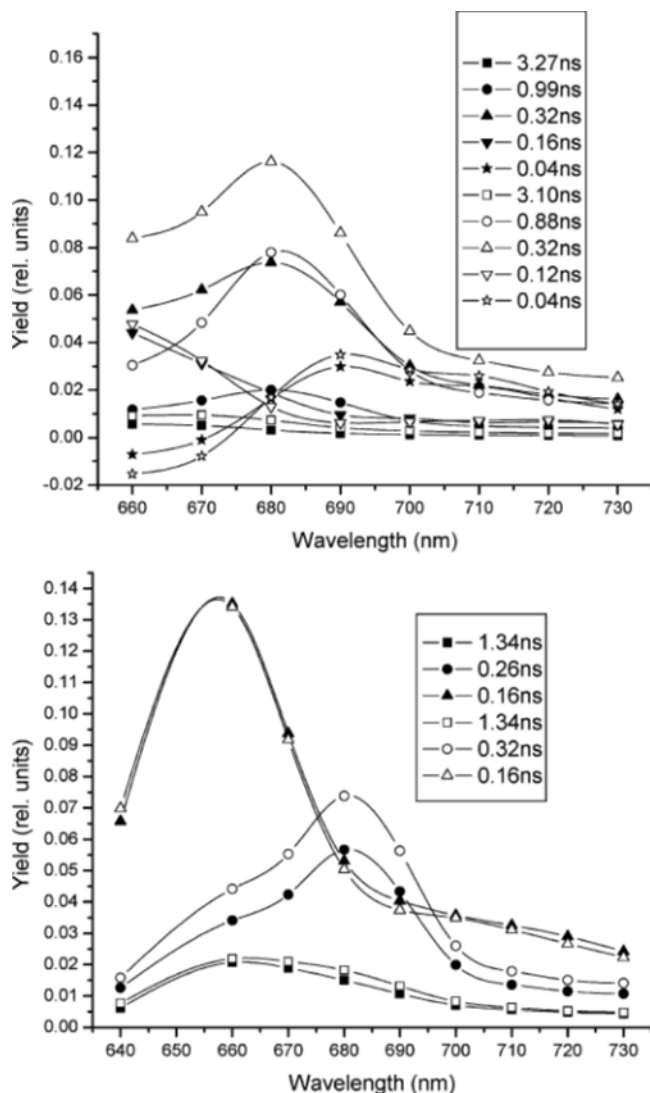 0.16
0.14
0.12
0.10
0.08
0.06
0.04
0.02
0.00
-0.02
Yield (rel. units)
3.27ns
0.99ns
0.32ns
0.16ns
0.04ns
3.10ns
0.88ns
0.32ns
0.12ns
0.04ns
660 670 680 690 700 710 720 730
Wavelength (nm)
0.14
0.13
0.12
0.11
0.10
0.09
0.08
0.07
0.06
0.05
0.04
0.03
0.02
0.01
0.00
Yield (rel. units)
1.34ns
0.26ns
0.16ns
1.34ns
0.32ns
0.16ns
640 650 660 670 680 690 700 710 720 730
Wavelength (nm)